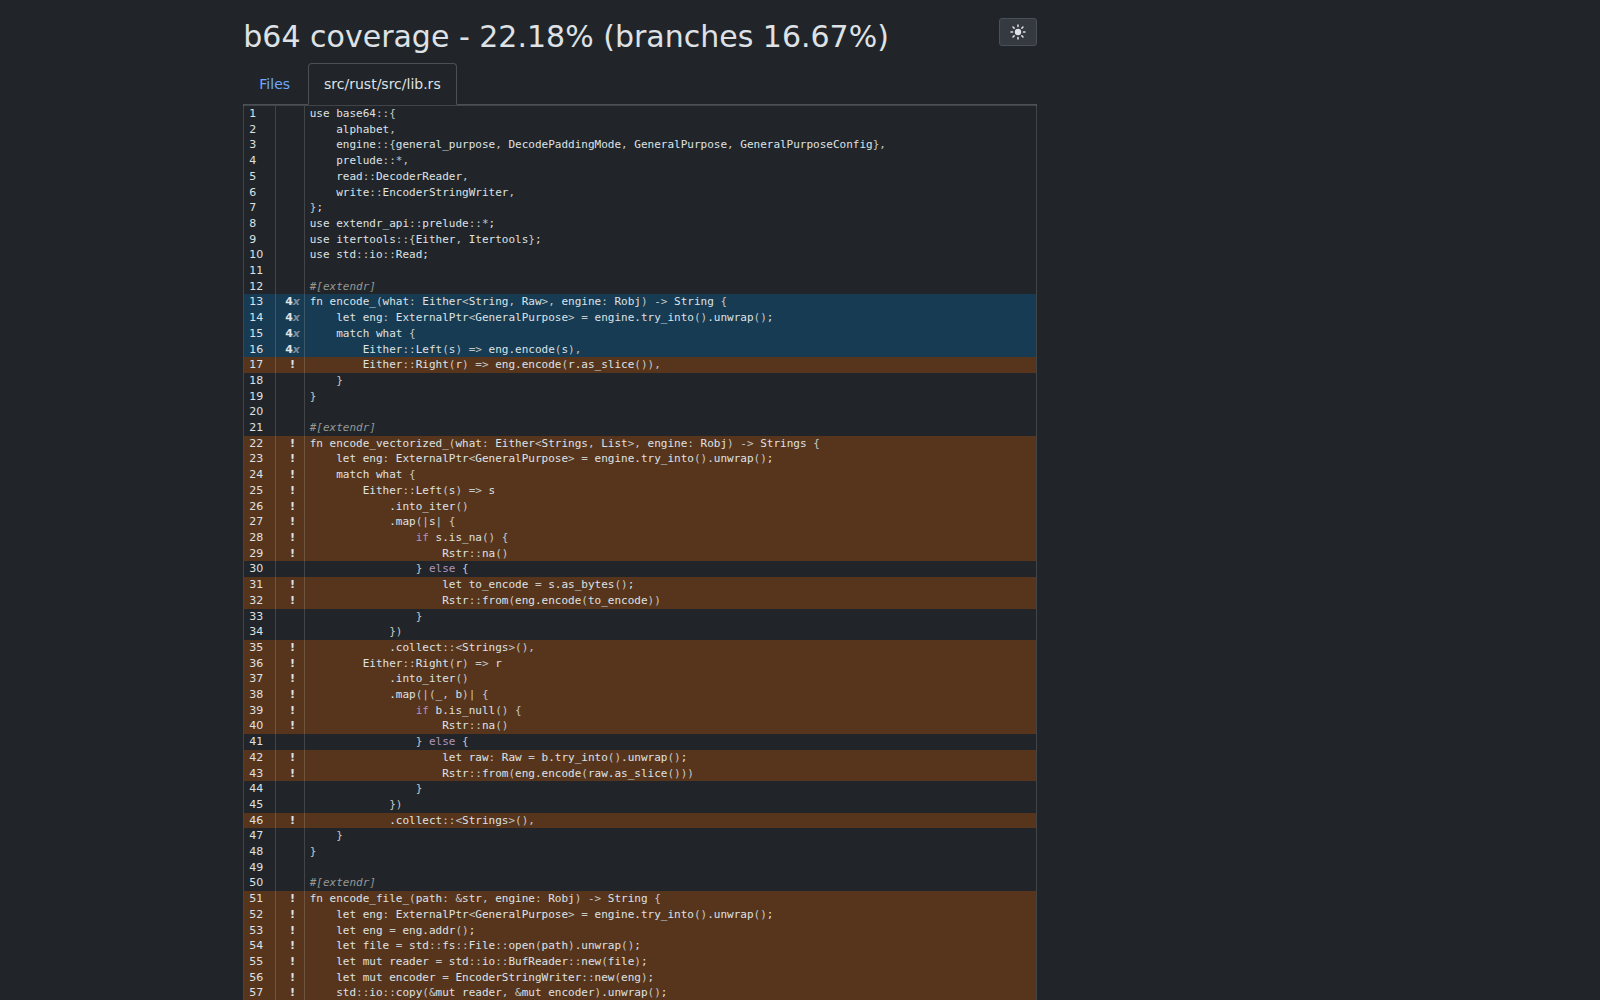 b64 coverage - 22.18% (branches 16.67%)
Files
src/rust/src/lib.rs
1 use base64::{
2     alphabet,
3     engine::{general_purpose, DecodePaddingMode, GeneralPurpose, GeneralPurposeConfig},
4     prelude::*,
5     read::DecoderReader,
6     write::EncoderStringWriter,
7 };
8 use extendr_api::prelude::*;
9 use itertools::{Either, Itertools};
10 use std::io::Read;
11
12 #[extendr]
13 4x fn encode_(what: Either<String, Raw>, engine: Robj) -> String {
14 4x     let eng: ExternalPtr<GeneralPurpose> = engine.try_into().unwrap();
15 4x     match what {
16 4x         Either::Left(s) => eng.encode(s),
17 !         Either::Right(r) => eng.encode(r.as_slice()),
18     }
19 }
20
21 #[extendr]
22 ! fn encode_vectorized_(what: Either<Strings, List>, engine: Robj) -> Strings {
23 !     let eng: ExternalPtr<GeneralPurpose> = engine.try_into().unwrap();
24 !     match what {
25 !         Either::Left(s) => s
26 !             .into_iter()
27 !             .map(|s| {
28 !                 if s.is_na() {
29 !                     Rstr::na()
30                 } else {
31 !                     let to_encode = s.as_bytes();
32 !                     Rstr::from(eng.encode(to_encode))
33                 }
34             })
35 !             .collect::<Strings>(),
36 !         Either::Right(r) => r
37 !             .into_iter()
38 !             .map(|(_, b)| {
39 !                 if b.is_null() {
40 !                     Rstr::na()
41                 } else {
42 !                     let raw: Raw = b.try_into().unwrap();
43 !                     Rstr::from(eng.encode(raw.as_slice()))
44                 }
45             })
46 !             .collect::<Strings>(),
47     }
48 }
49
50 #[extendr]
51 ! fn encode_file_(path: &str, engine: Robj) -> String {
52 !     let eng: ExternalPtr<GeneralPurpose> = engine.try_into().unwrap();
53 !     let eng = eng.addr();
54 !     let file = std::fs::File::open(path).unwrap();
55 !     let mut reader = std::io::BufReader::new(file);
56 !     let mut encoder = EncoderStringWriter::new(eng);
57 !     std::io::copy(&mut reader, &mut encoder).unwrap();